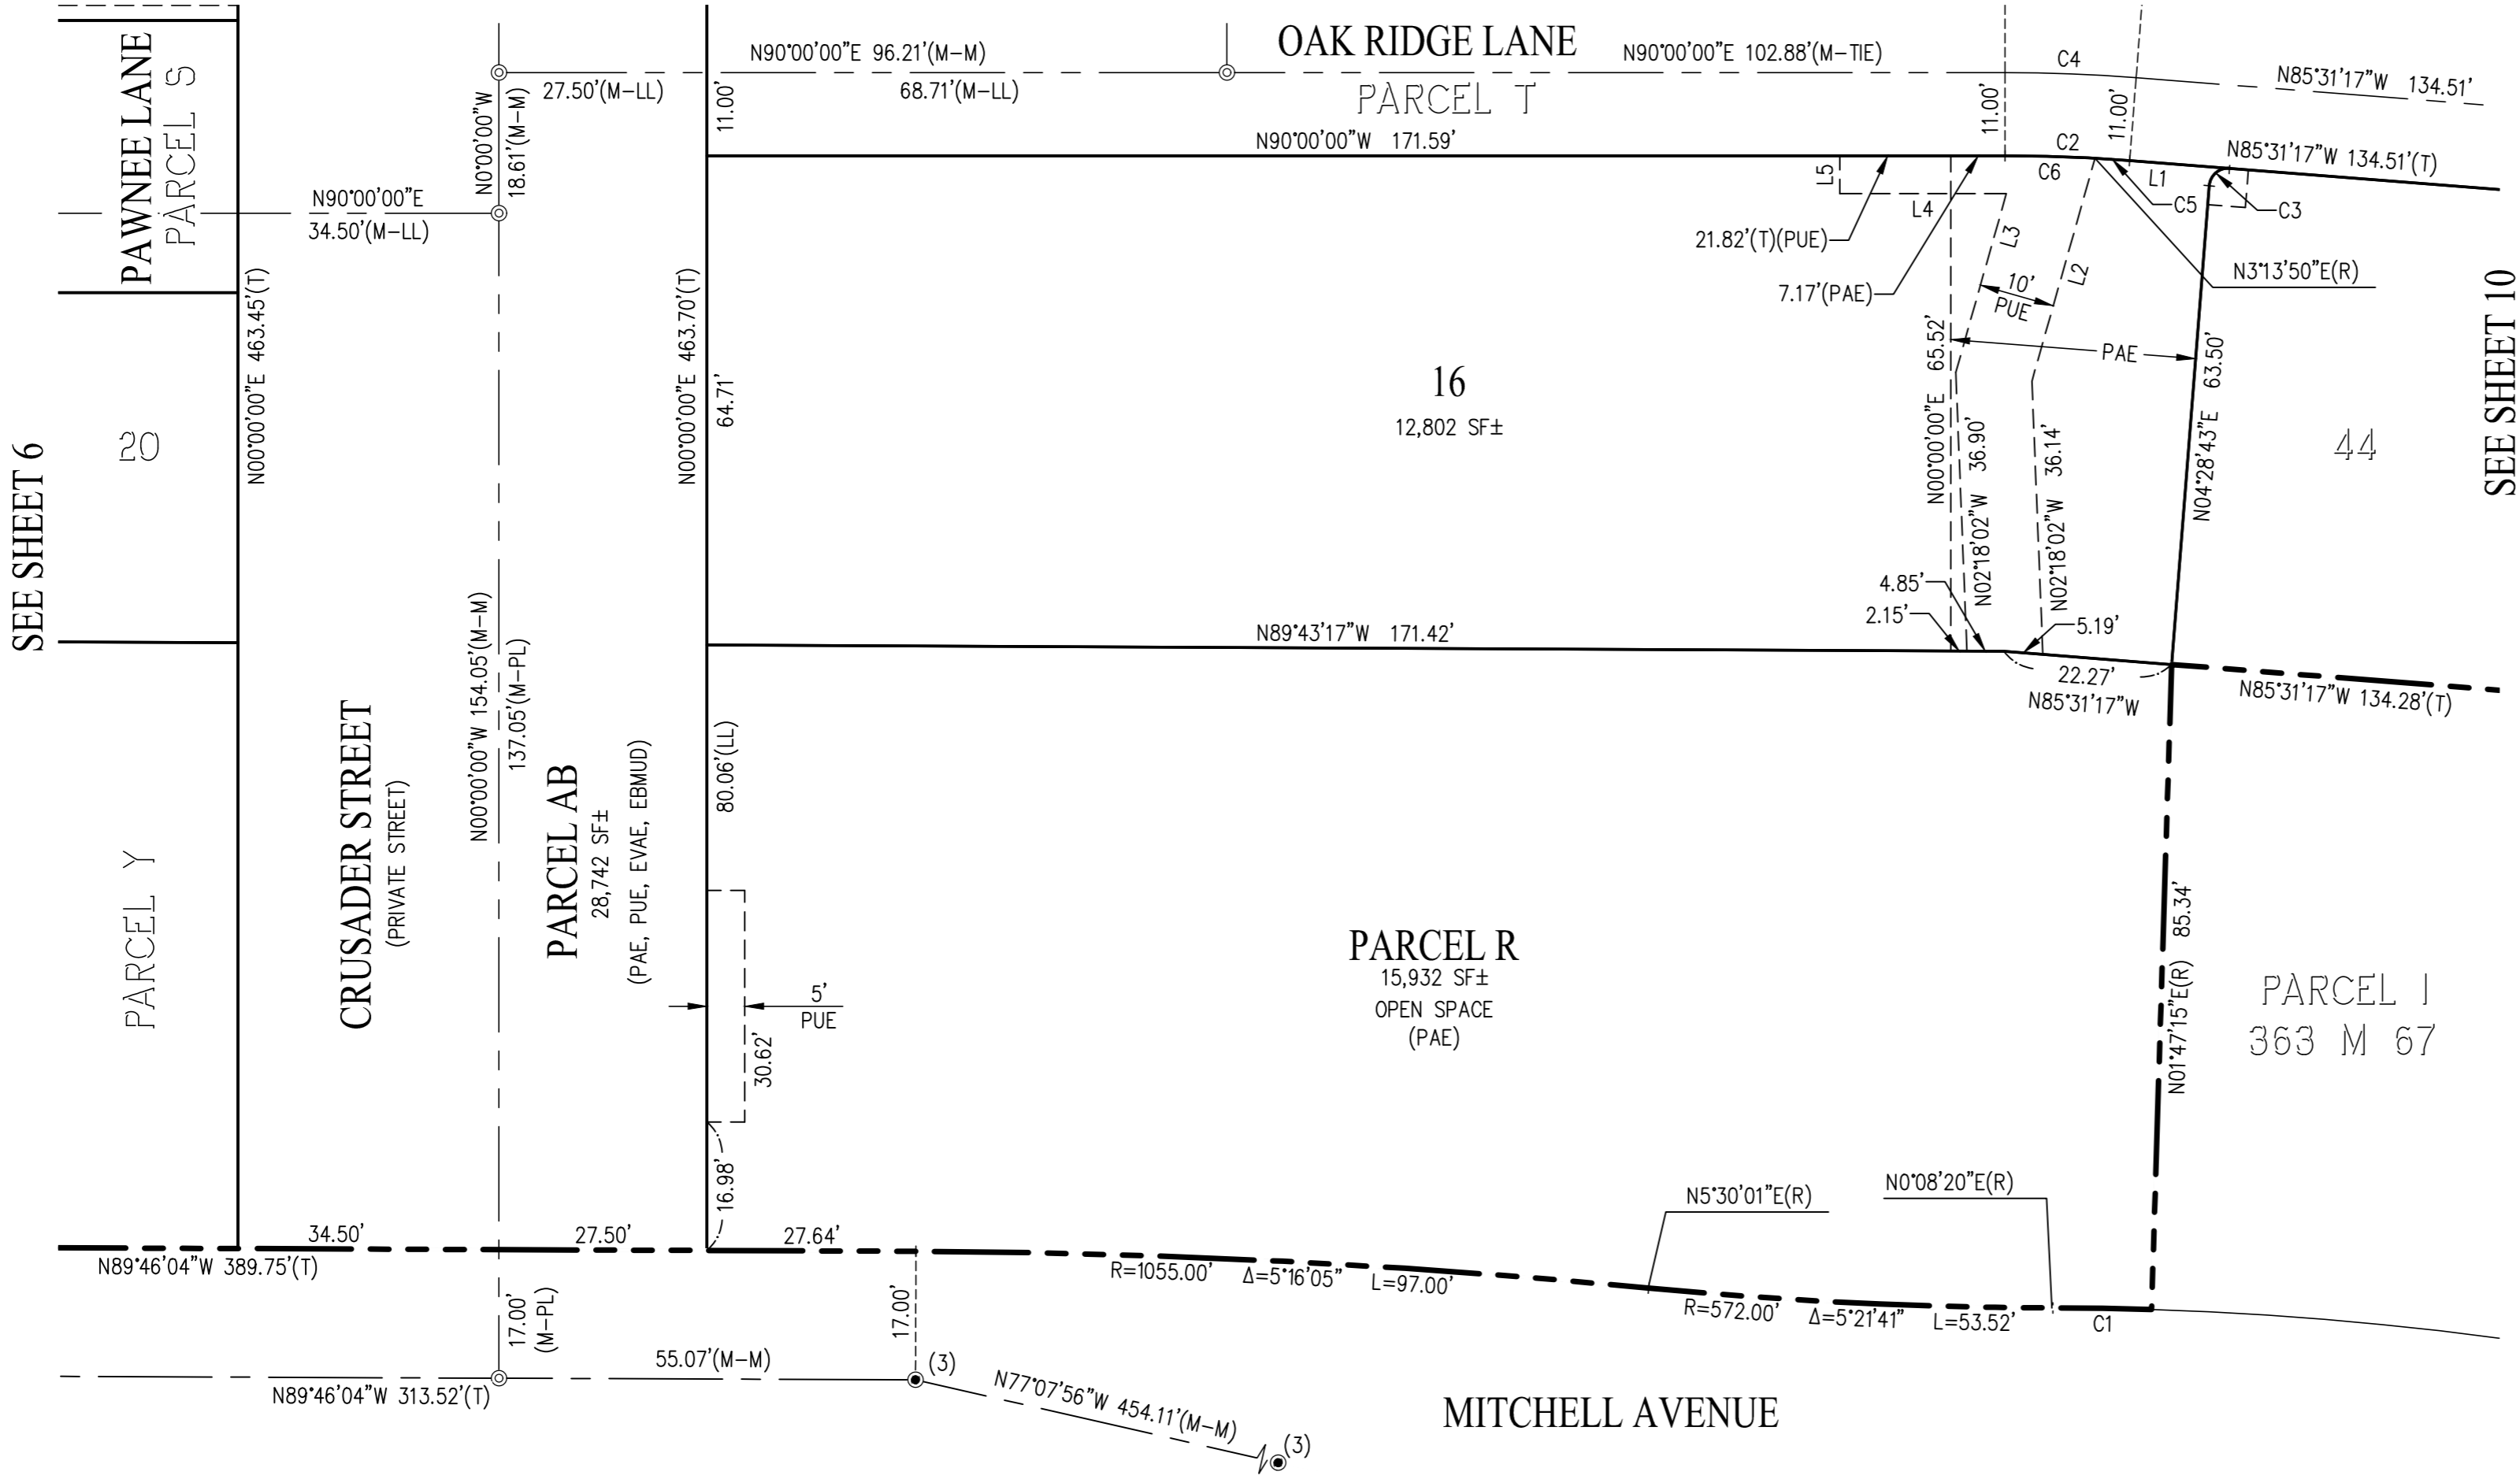 OAK RIDGE LANE
PARCEL T
N90°00'00"E 96.21'(M-M)
27.50'(M-LL)
68.71'(M-LL)
N90°00'00"E 102.88'(M-TIE)
C4
N85°31'17"W 134.51'
PAWNEE LANE
PARCEL S
N0°00'00"W
18.61'(M-M)
11.00'
11.00'
11.00'
N90°00'00"W 171.59'
C2
C6
L1
N85°31'17"W 134.51'(T)
C5
C3
L5
L4
L3
L2
N90°00'00"E
34.50'(M-LL)
21.82'(T)(PUE)
7.17'(PAE)
10'
PUE
N3°13'50"E(R)
PAE
N00°00'00"E 463.45'(T)
N00°00'00"E 463.70'(T)
64.71'
16
12,802 SF±
N00°00'00"E 65.52'
N02°18'02"W 36.90'
N02°18'02"W 36.14'
N04°28'43"E 63.50'
44
SEE SHEET 10
SEE SHEET 6
20
4.85'
2.15'
5.19'
N89°43'17"W 171.42'
22.27'
N85°31'17"W
N85°31'17"W 134.28'(T)
N00°00'00"W 154.05'(M-M)
137.05'(M-PL)
PARCEL Y
CRUSADER STREET
(PRIVATE STREET)
PARCEL AB
28,742 SF±
(PAE, PUE, EVAE, EBMUD)
80.06'(LL)
5'
PUE
30.62'
16.98'
PARCEL R
15,932 SF±
OPEN SPACE
(PAE)
N01°47'15"E(R) 85.34'
PARCEL I
363 M 67
N5°30'01"E(R)
N0°08'20"E(R)
34.50'
27.50'
27.64'
N89°46'04"W 389.75'(T)
R=1055.00' Δ=5°16'05" L=97.00'
R=572.00' Δ=5°21'41" L=53.52'
C1
17.00'
(M-PL)
17.00'
55.07'(M-M)
(3)
N89°46'04"W 313.52'(T)
N77°07'56"W 454.11'(M-M)
(3)
MITCHELL AVENUE